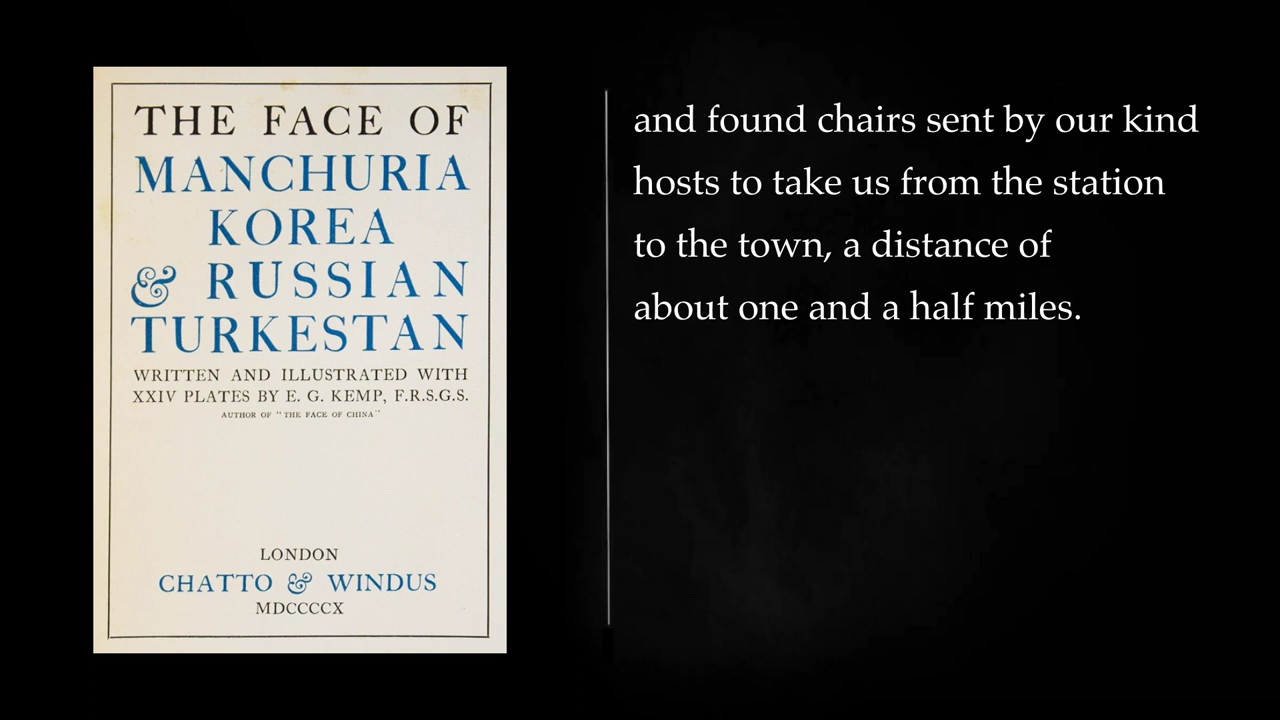 THE FACE OF
MANCHURIA
KOREA
& RUSSIAN
TURKESTAN
WRITTEN AND ILLUSTRATED WITH
XXIV PLATES BY E. G. KEMP, F.R.S.G.S.
AUTHOR OF "THE FACE OF CHINA"
LONDON
CHATTO & WINDUS
MDCCCCX
and found chairs sent by our kind
hosts to take us from the station
to the town, a distance of
about one and a half miles.